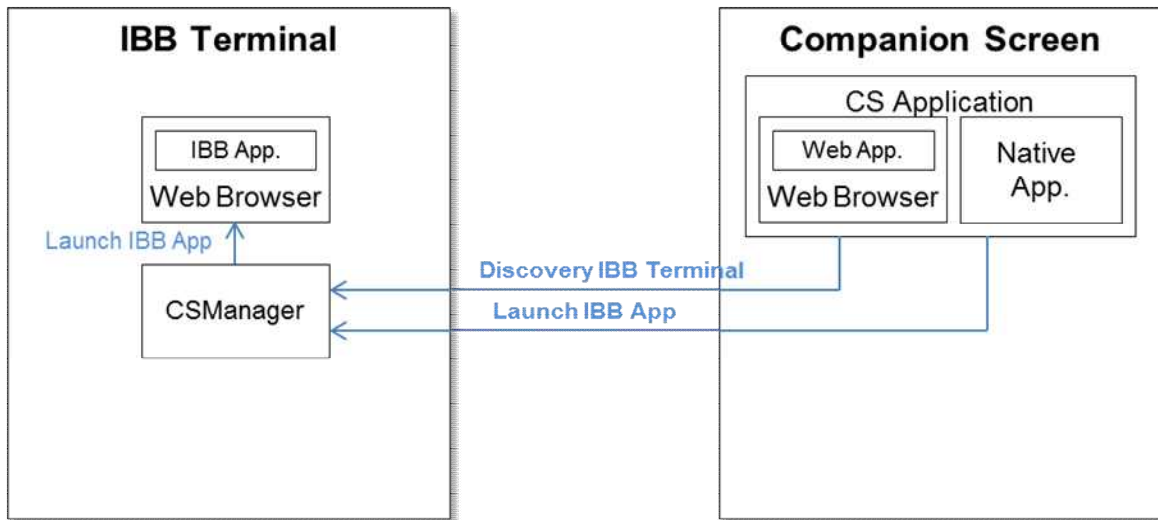 IBB Terminal
IBB App.
Web Browser
Launch IBB App
CSManager
Discovery IBB Terminal
Launch IBB App
Companion Screen
CS Application
Web App.
Web Browser
Native
App.